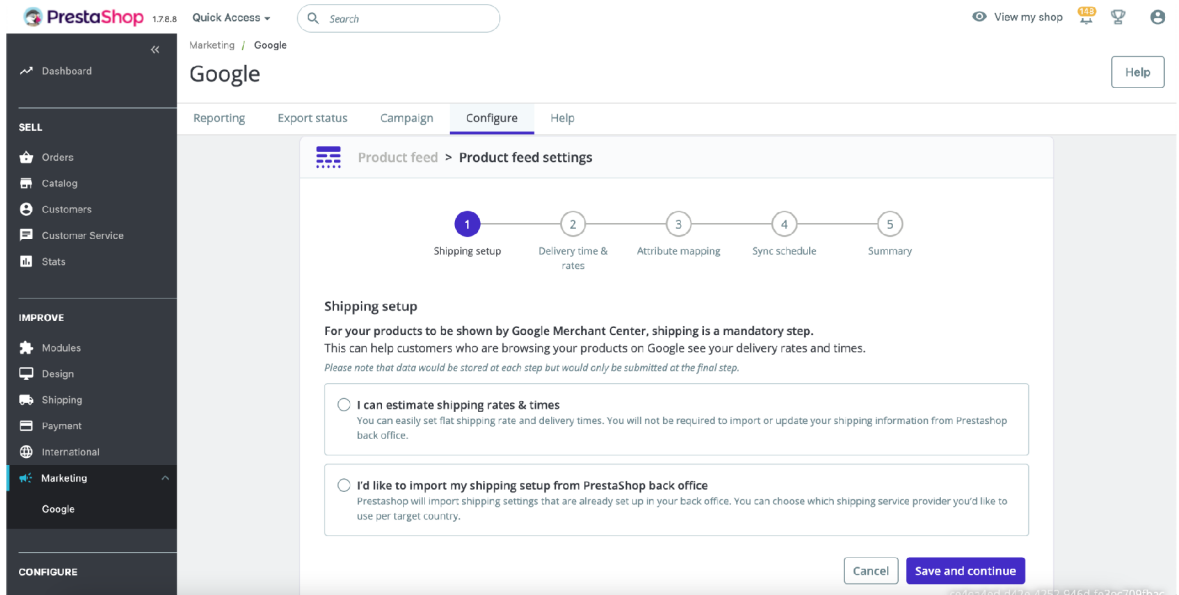 PrestaShop 1.7.8.8 Quick Access Search View my shop 148
Marketing / Google
Google
Help
Dashboard
SELL
Orders
Catalog
Customers
Customer Service
Stats
IMPROVE
Modules
Design
Shipping
Payment
International
Marketing
Google
CONFIGURE
Reporting Export status Campaign Configure Help
Product feed > Product feed settings
1 2 3 4 5
Shipping setup Delivery time & Attribute mapping Sync schedule Summary
rates
Shipping setup
For your products to be shown by Google Merchant Center, shipping is a mandatory step.
This can help customers who are browsing your products on Google see your delivery rates and times.
Please note that data would be stored at each step but would only be submitted at the final step.
I can estimate shipping rates & times
You can easily set flat shipping rate and delivery times. You will not be required to import or update your shipping information from Prestashop
back office.
I'd like to import my shipping setup from PrestaShop back office
Prestashop will import shipping settings that are already set up in your back office. You can choose which shipping service provider you'd like to
use per target country.
Cancel Save and continue